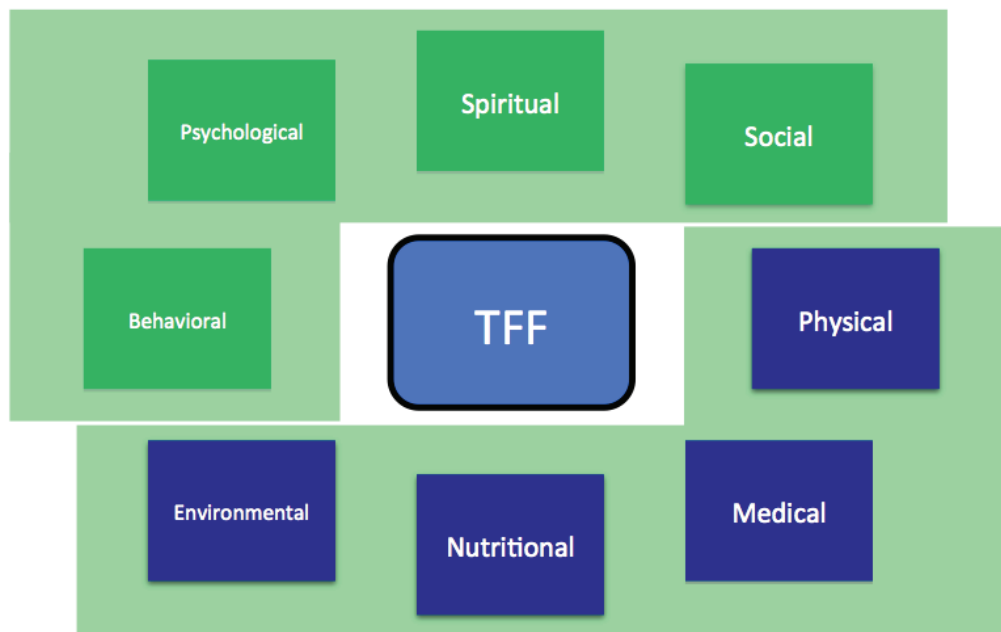 Psychological
Spiritual
Social
Behavioral
TFF
Physical
Environmental
Nutritional
Medical